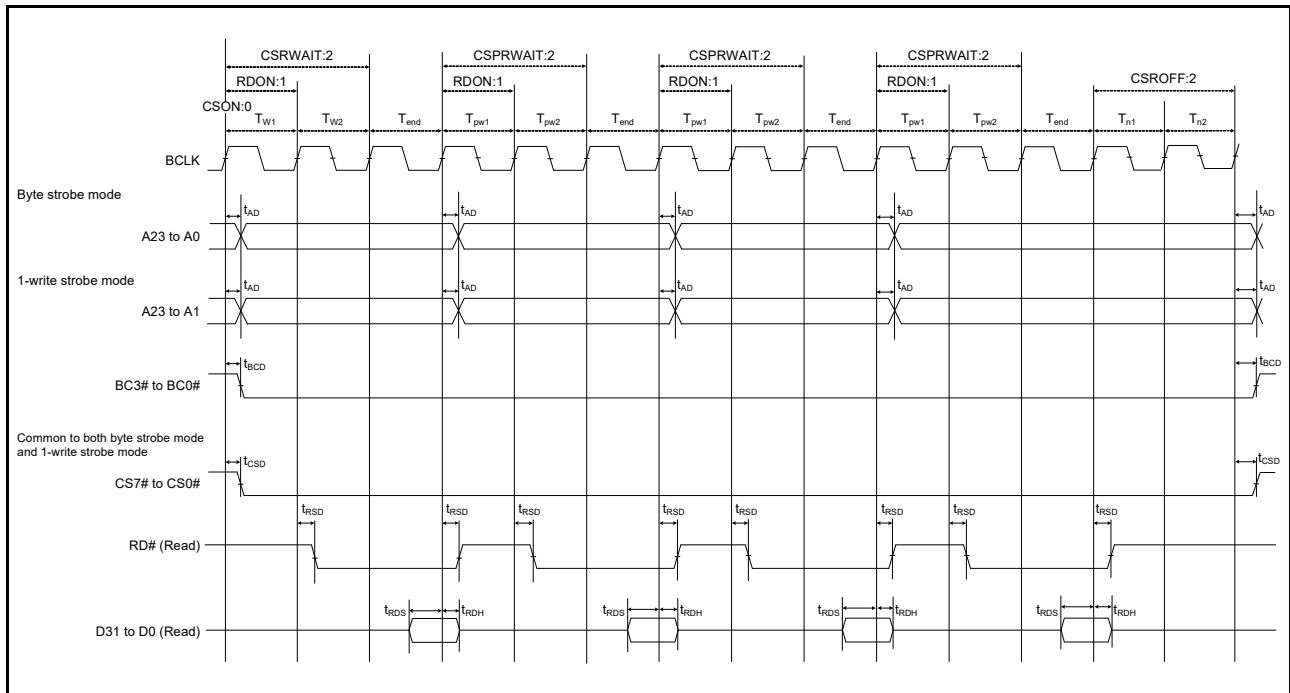 CSRWAIT:2 CSPRWAIT:2 CSPRWAIT:2 CSPRWAIT:2
RDON:1 RDON:1 RDON:1 RDON:1 CSROFF:2
CSON:0
TW1 TW2 Tend Tpw1 Tpw2 Tend Tpw1 Tpw2 Tend Tpw1 Tpw2 Tend Tn1 Tn2
BCLK
Byte strobe mode
tAD tAD tAD tAD tAD
A23 to A0
1-write strobe mode
tAD tAD tAD tAD tAD
A23 to A1
tBCD tBCD
BC3# to BC0#
Common to both byte strobe mode
and 1-write strobe mode
tCSD tCSD
CS7# to CS0#
tRSD tRSD tRSD tRSD tRSD tRSD tRSD tRSD
RD# (Read)
tRDS tRDH tRDS tRDH tRDS tRDH tRDS tRDH
D31 to D0 (Read)